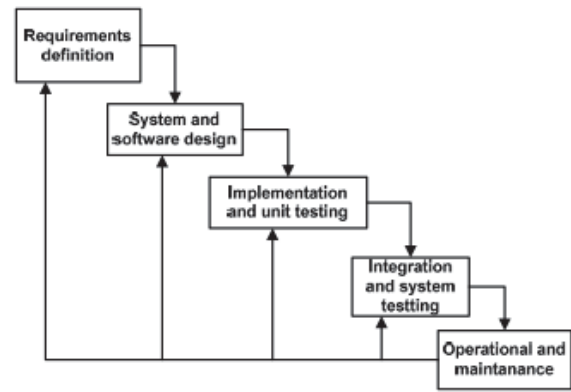 Requirements
definition
System and
software design
Implementation
and unit testing
Integration
and system
testting
Operational and
maintanance